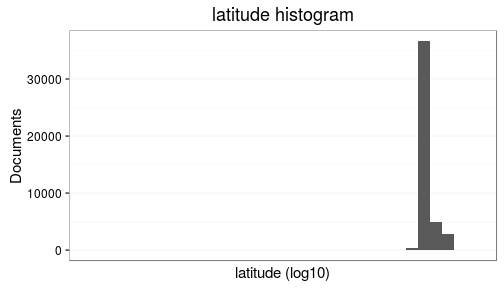 latitude histogram
Documents
30000
20000
10000
0
latitude (log10)